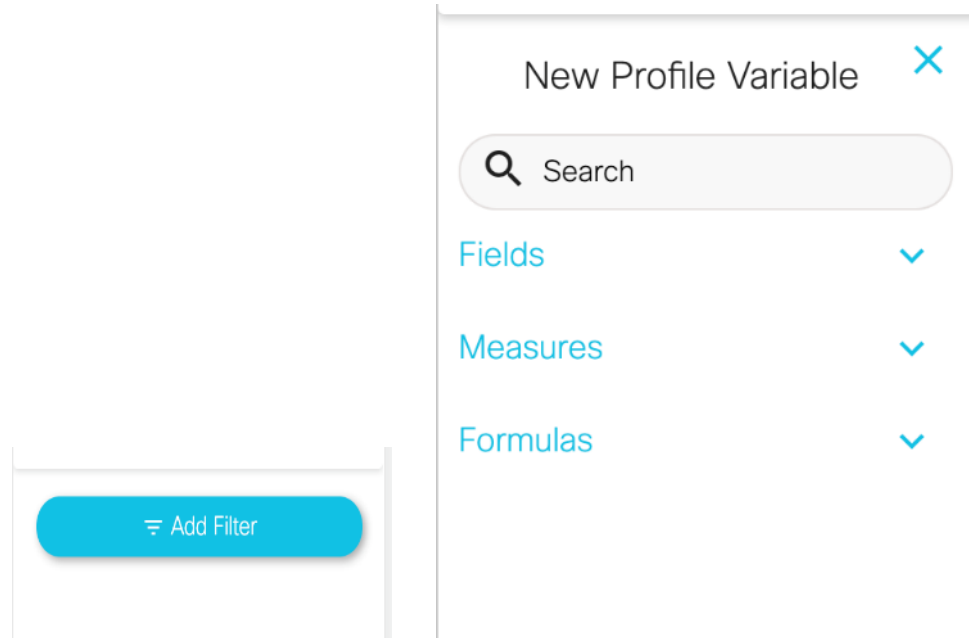 New Profile Variable
Search
Fields
Measures
Formulas
Add Filter